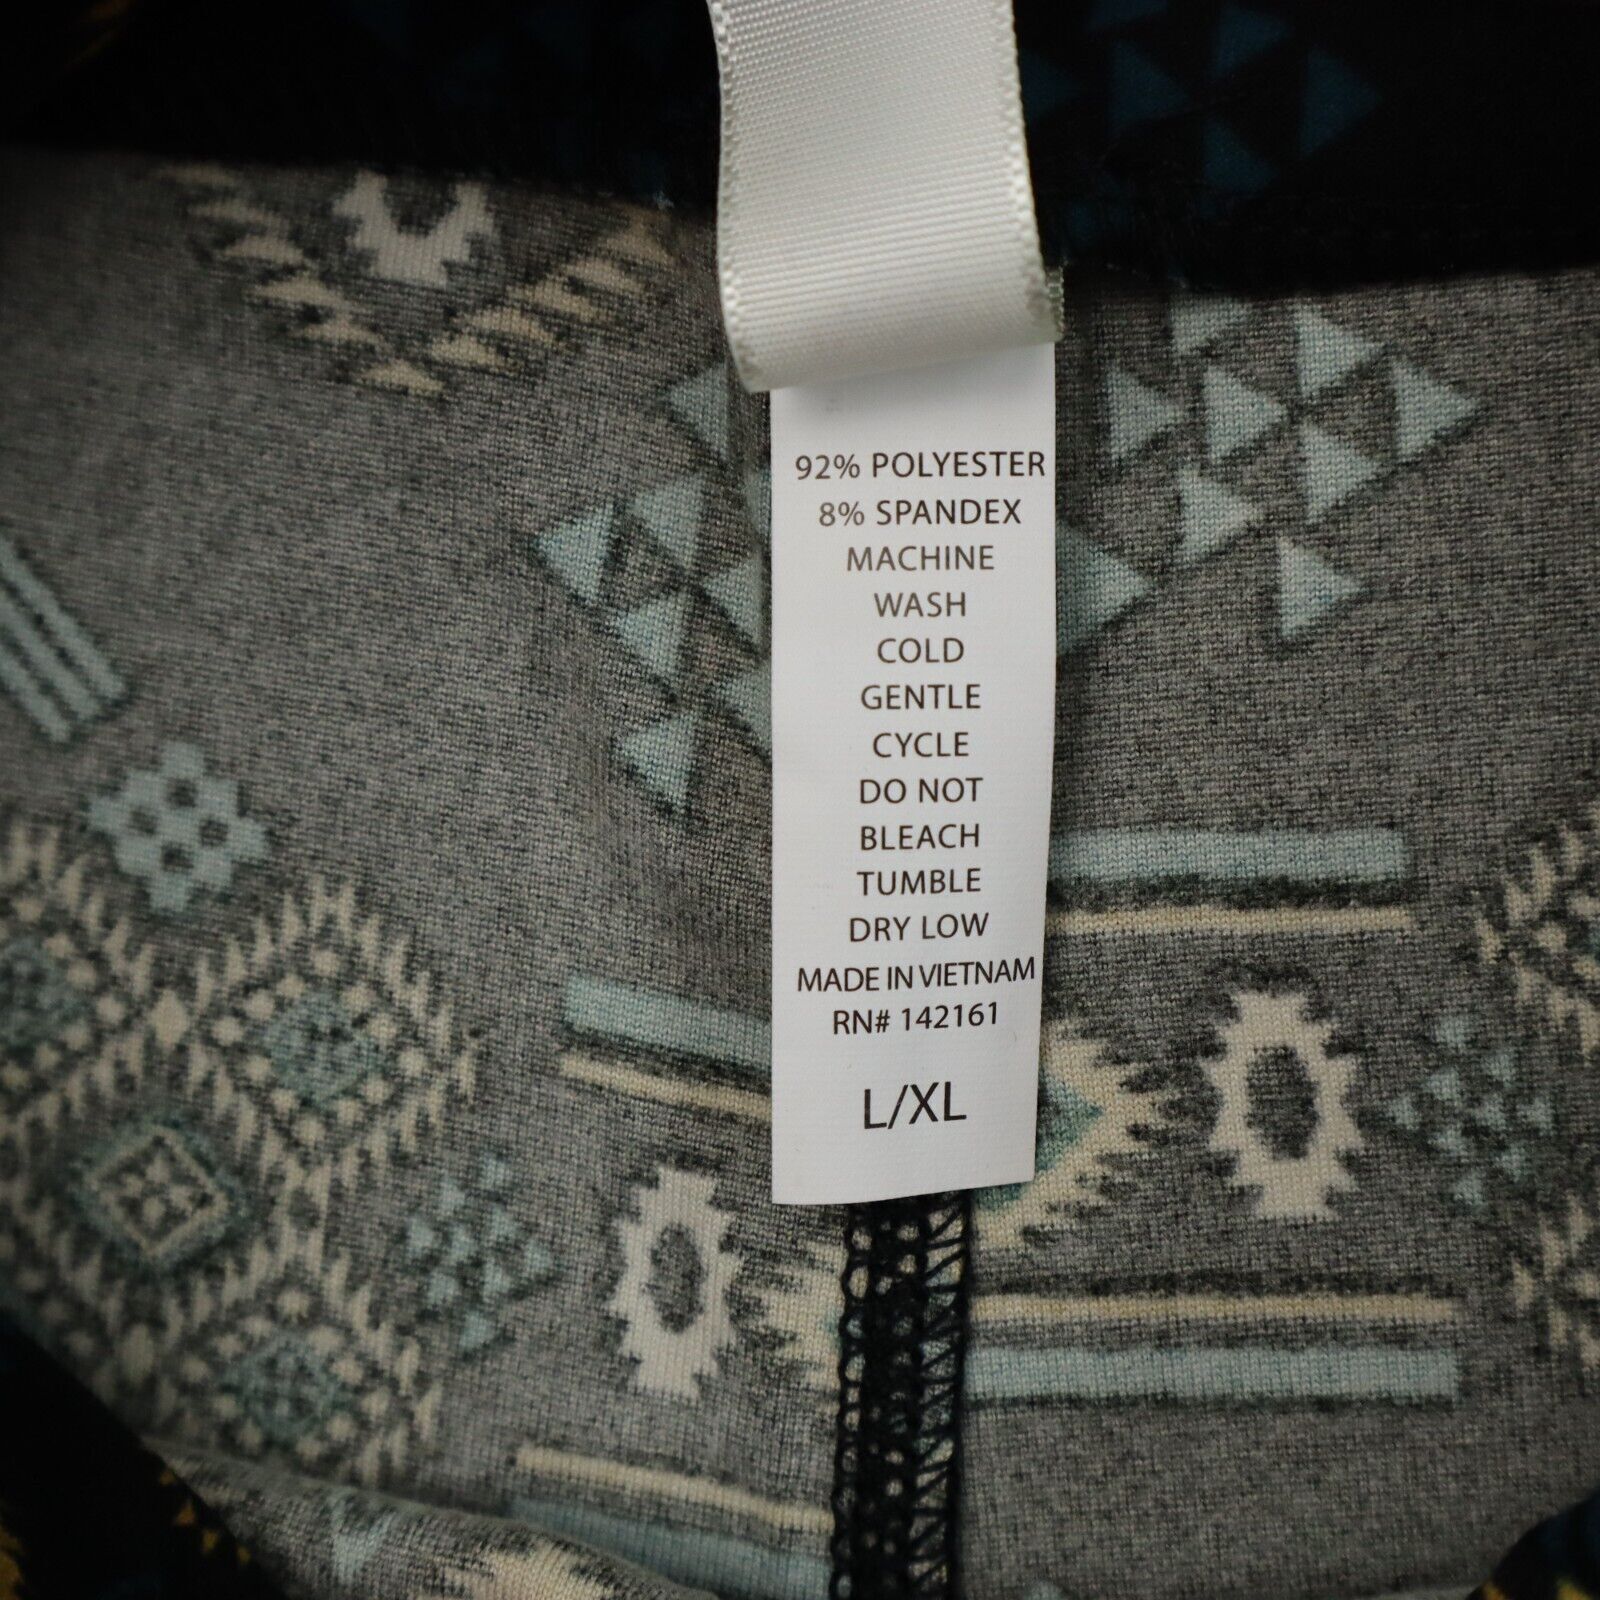 92% POLYESTER
8% SPANDEX
MACHINE
WASH
COLD
GENTLE
CYCLE
DO NOT
BLEACH
TUMBLE
DRY LOW
MADE IN VIETNAM
RN# 142161
L/XL